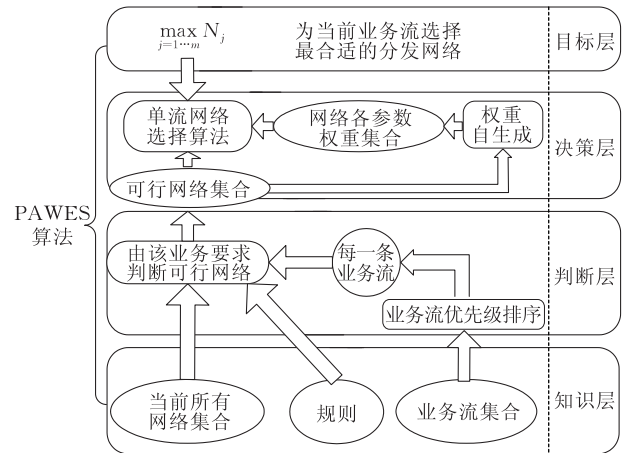 max N_j
j=1…m
为当前业务流选择
最合适的分发网络
目标层
单流网络
选择算法
网络各参数
权重集合
权重
自生成
决策层
可行网络集合
PAWES
算法
由该业务要求
判断可行网络
每一条
业务流
判断层
业务流优先级排序
当前所有
网络集合
规则
业务流集合
知识层